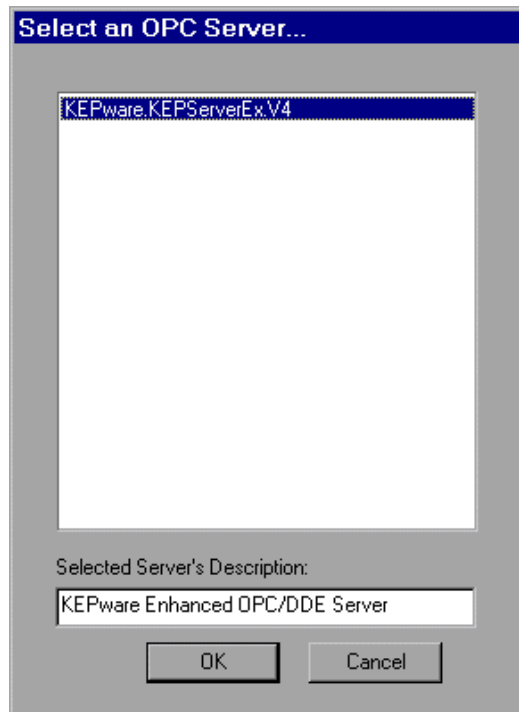 Select an OPC Server...
KEPware.KEPServerEx.V4
Selected Server's Description:
KEPware Enhanced OPC/DDE Server
OK Cancel